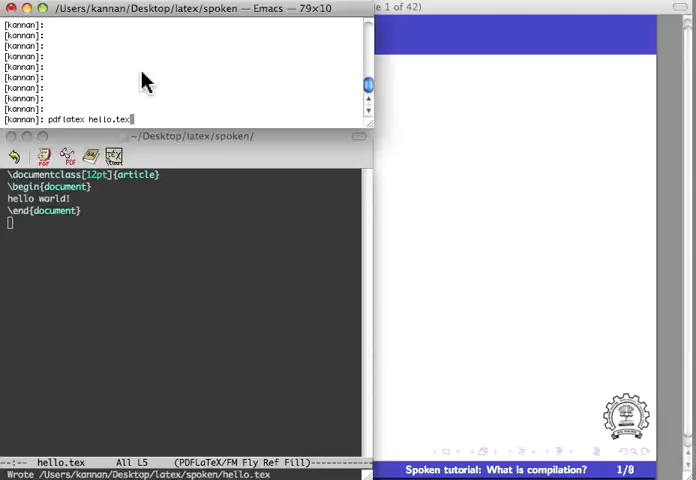 /Users/kannan/Desktop/latex/spoken — Emacs — 79×10
[kannan]:
[kannan]:
[kannan]:
[kannan]:
[kannan]:
[kannan]:
[kannan]:
[kannan]:
[kannan]:
[kannan]: pdflatex hello.tex
~/Desktop/latex/spoken/
\documentclass[12pt]{article}
\begin{document}
hello world!
\end{document}
--:-- hello.tex All L5 (PDFLaTeX/FM Fly Ref Fill)
Wrote /Users/kannan/Desktop/latex/spoken/hello.tex
1 of 42)
Spoken tutorial: What is compilation? 1/8